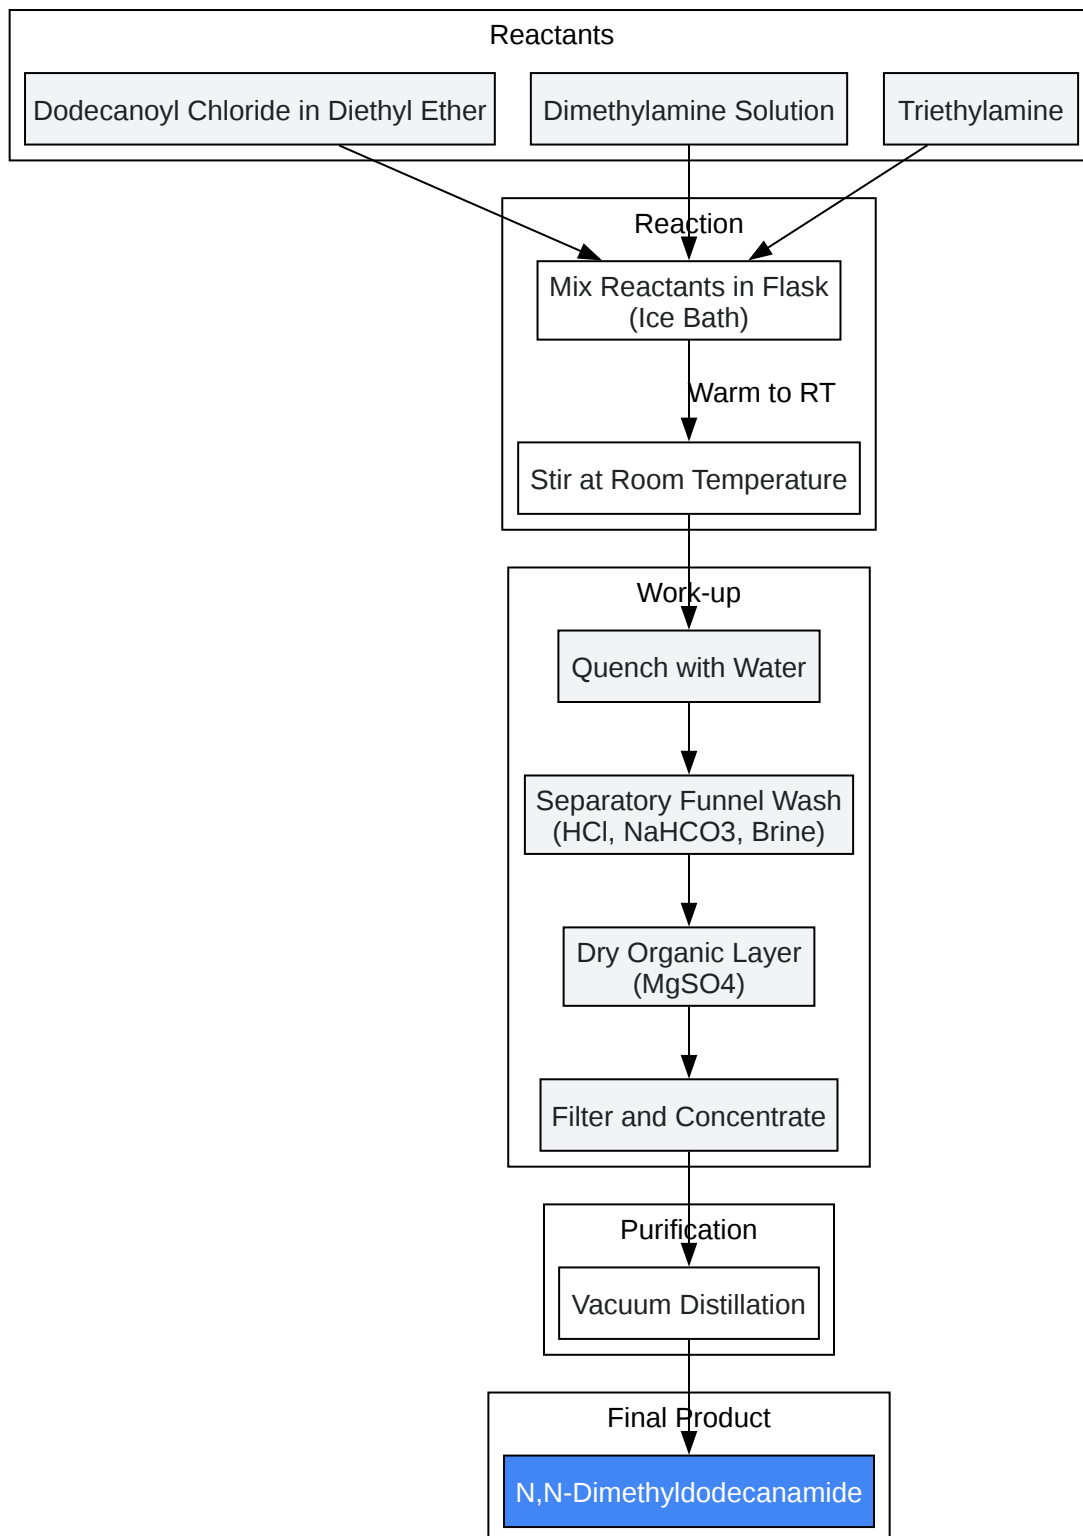 Reactants
Dodecanoyl Chloride in Diethyl Ether
Dimethylamine Solution
Triethylamine
Reaction
Mix Reactants in Flask
(Ice Bath)
Warm to RT
Stir at Room Temperature
Work-up
Quench with Water
Separatory Funnel Wash
(HCl, NaHCO3, Brine)
Dry Organic Layer
(MgSO4)
Filter and Concentrate
Purification
Vacuum Distillation
Final Product
N,N-Dimethyldodecanamide